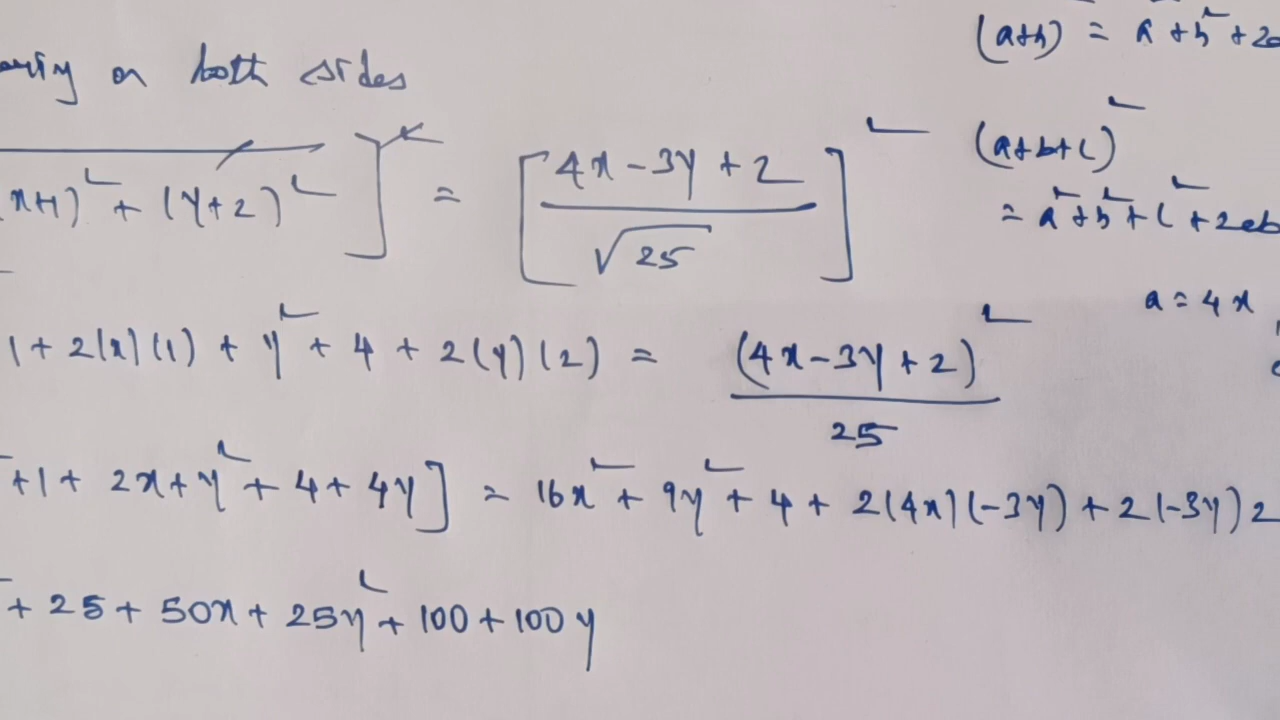 on both sides
(x+1)² + (y+2)² ] ² = [ (4x - 3y + 2) / √25 ]²
1 + 2(x)(1) + y² + 4 + 2(y)(2) = (4x - 3y + 2)² / 25
+1 + 2x + y² + 4 + 4y ] = 16x² + 9y² + 4 + 2(4x)(-3y) + 2(-3y)2
+ 25 + 50x + 25y² + 100 + 100y
(a+b)² = a² + b² + 2a
(a+b+c)²
= a² + b² + c² + 2ab
a = 4x